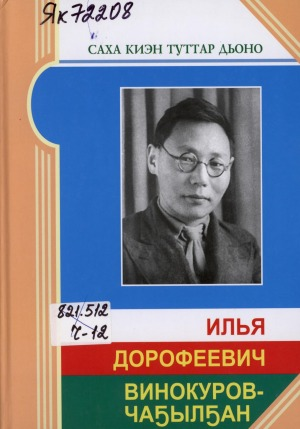 Як72208
САХА КИЭН ТУТТАР ДЬОНО
821.512
Ч-12
ИЛЬЯ
ДОРОФЕЕВИЧ
ВИНОКУРОВ-
ЧАҔЫЛҔАН